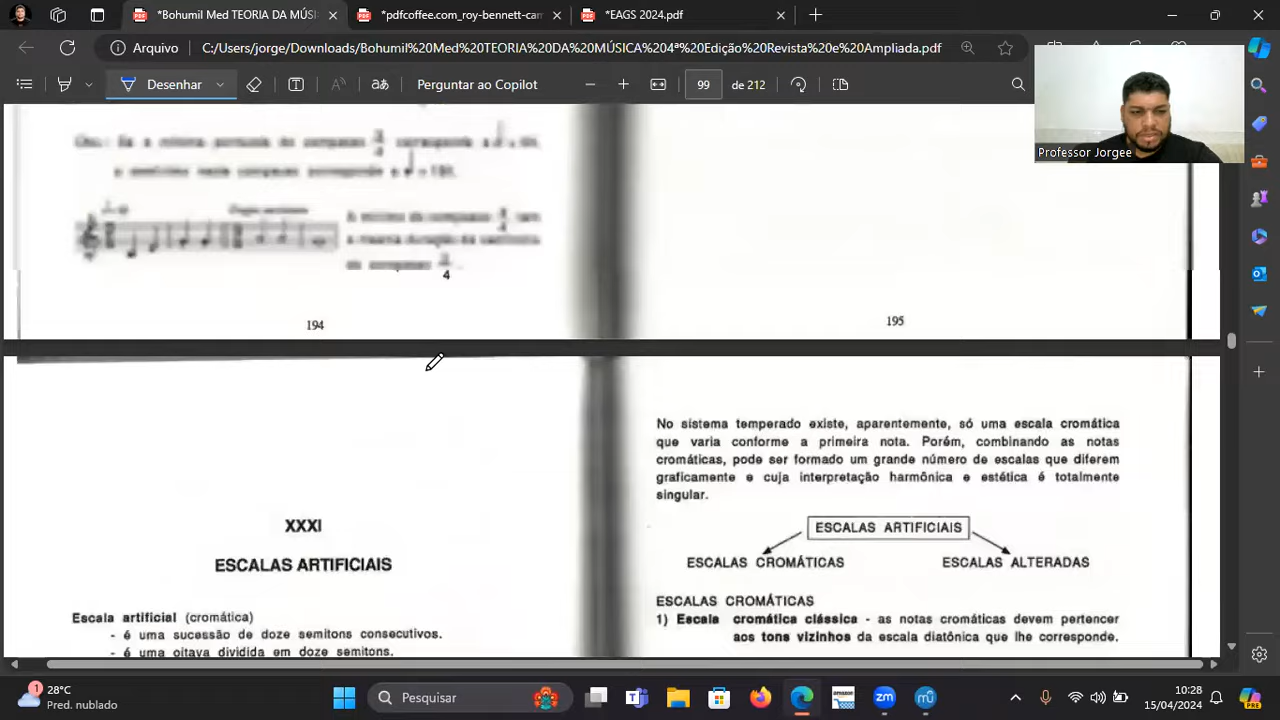 *Bohumil Med TEORIA DA MÚSI
*pdfcoffee.com_roy-bennett-can
*EAGS 2024.pdf
Arquivo
C:/Users/jorge/Downloads/Bohumil%20Med%20TEORIA%20DA%20MÚSICA%204ª%20Edição%20Revista%20e%20Ampliada.pdf
Desenhar
Perguntar ao Copilot
99
de 212
Professor Jorgee
4
194
195
XXXI
ESCALAS ARTIFICIAIS
Escala artificial (cromática)
- é uma sucessão de doze semitons consecutivos.
- é uma oitava dividida em doze semitons.
No sistema temperado existe, aparentemente, só uma escala cromática
que varia conforme a primeira nota. Porém, combinando as notas
cromáticas, pode ser formado um grande número de escalas que diferem
graficamente e cuja interpretação harmônica e estética é totalmente
singular.
ESCALAS ARTIFICIAIS
ESCALAS CROMÁTICAS
ESCALAS ALTERADAS
ESCALAS CROMÁTICAS
1) Escala cromática clássica - as notas cromáticas devem pertencer
aos tons vizinhos da escala diatônica que lhe corresponde.
1
28°C
Pred. nublado
Pesquisar
amazon
zm
10:28
15/04/2024
PRE